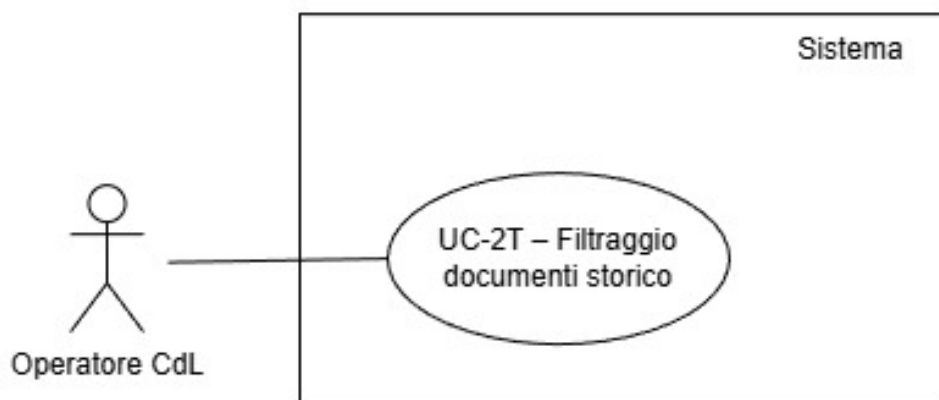 Sistema
UC-2T – Filtraggio
documenti storico
Operatore CdL